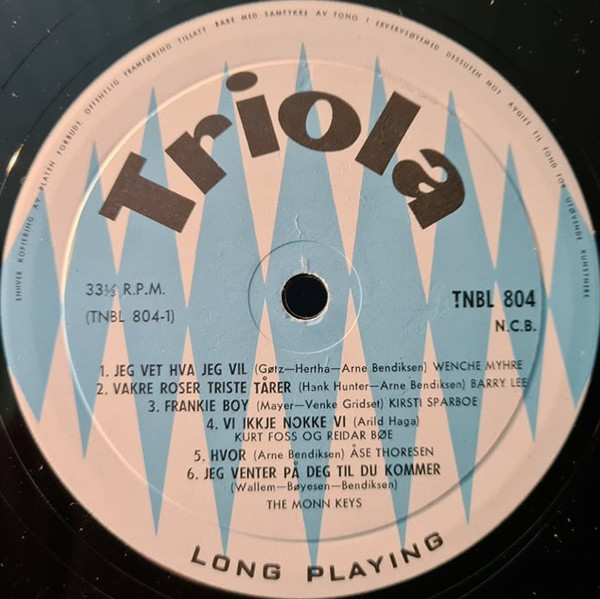 ENHVER KOPIERING AV PLATEN FORBUDT. OFFENTLIG FRAMFØRING TILLATT BARE MED SAMTYKKE AV TONO. I ERVERVSØYEMED DESSUTEN MOT AVGIFT TIL FOND FOR UTØVENDE KUNSTNERE
Triola
33⅓ R.P.M.
(TNBL 804-1)
TNBL 804
N.C.B.
1. JEG VET HVA JEG VIL (Gøtz—Hertha—Arne Bendiksen) WENCHE MYHRE
2. VAKRE ROSER TRISTE TÅRER (Hank Hunter—Arne Bendiksen) BARRY LEE
3. FRANKIE BOY (Mayer—Venke Gridset) KIRSTI SPARBOE
4. VI IKKJE NOKKE VI (Arild Haga)
KURT FOSS OG REIDAR BØE
5. HVOR (Arne Bendiksen) ÅSE THORESEN
6. JEG VENTER PÅ DEG TIL DU KOMMER
(Wallem—Bøyesen—Bendiksen)
THE MONN KEYS
LONG PLAYING